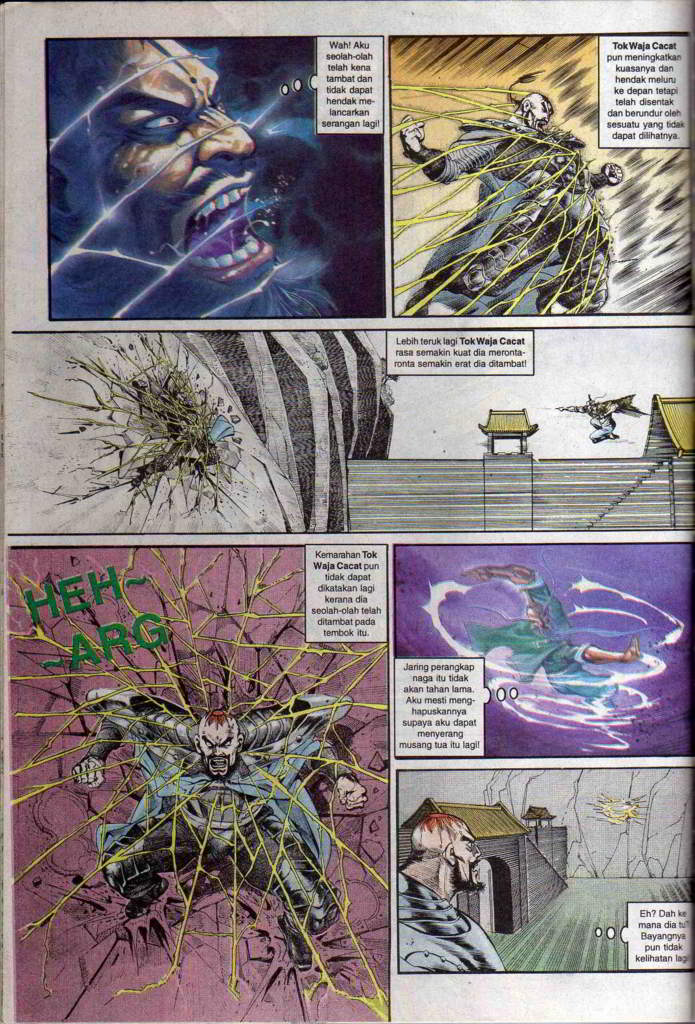 Wah! Aku
seolah-olah
telah kena
tambat dan
tidak dapat
hendak me-
lancarkan
serangan lagi!
Tok Waja Cacat
pun meningkatkan
kuasanya dan
hendak meluru
ke depan tetapi
telah disentak
dan berundur oleh
sesuatu yang tidak
dapat dilihatnya.
Lebih teruk lagi Tok Waja Cacat
rasa semakin kuat dia meronta-
ronta semakin erat dia ditambat!
HEH~
~ARG
Kemarahan Tok
Waja Cacat pun
tidak dapat
dikatakan lagi
kerana dia
seolah-olah telah
ditambat pada
tembok itu.
Jaring perangkap
naga itu tidak
akan tahan lama.
Aku mesti meng-
hapuskannya
supaya aku dapat
menyerang
musang tua itu lagi!
Eh? Dah ke
mana dia tu?
Bayangnya
pun tidak
kelihatan lagi